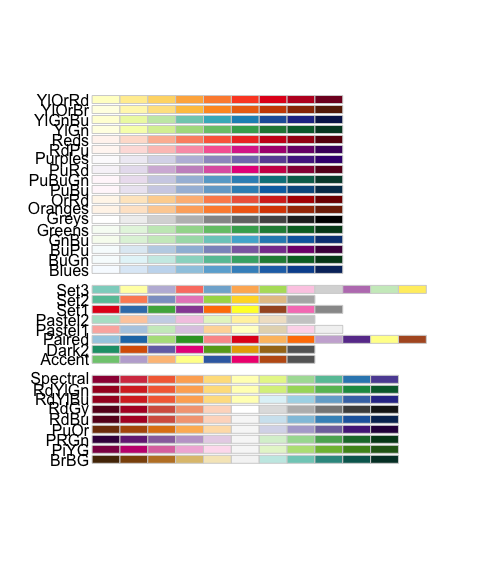 YlOrRd
YlOrBr
YlGnBu
YlGn
Reds
RdPu
Purples
PuRd
PuBuGn
PuBu
OrRd
Oranges
Greys
Greens
GnBu
BuPu
BuGn
Blues
Set3
Set2
Set1
Pastel2
Pastel1
Paired
Dark2
Accent
Spectral
RdYlGn
RdYlBu
RdGy
RdBu
PuOr
PRGn
PiYG
BrBG